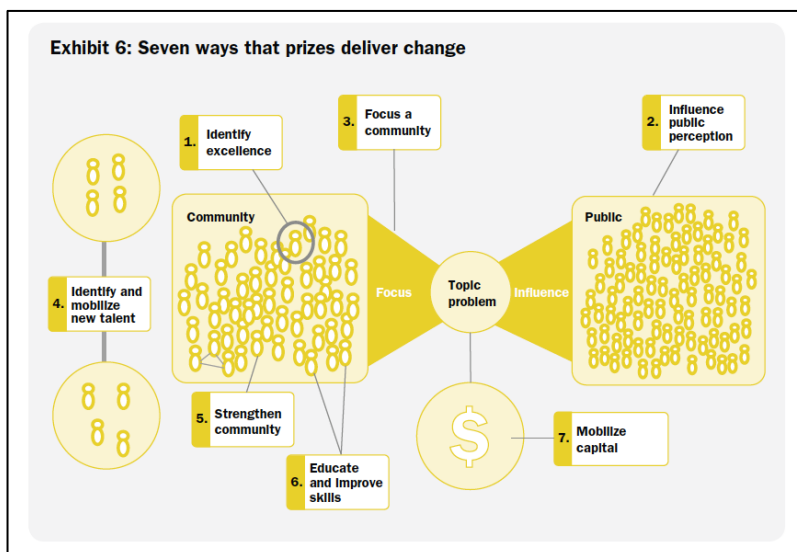 Exhibit 6: Seven ways that prizes deliver change
1. Identify
excellence
3. Focus a
community
2. Influence
public
perception
Community
Public
4. Identify and
mobilize
new talent
Focus
Topic
problem
Influence
5. Strengthen
community
6. Educate
and improve
skills
$
7. Mobilize
capital